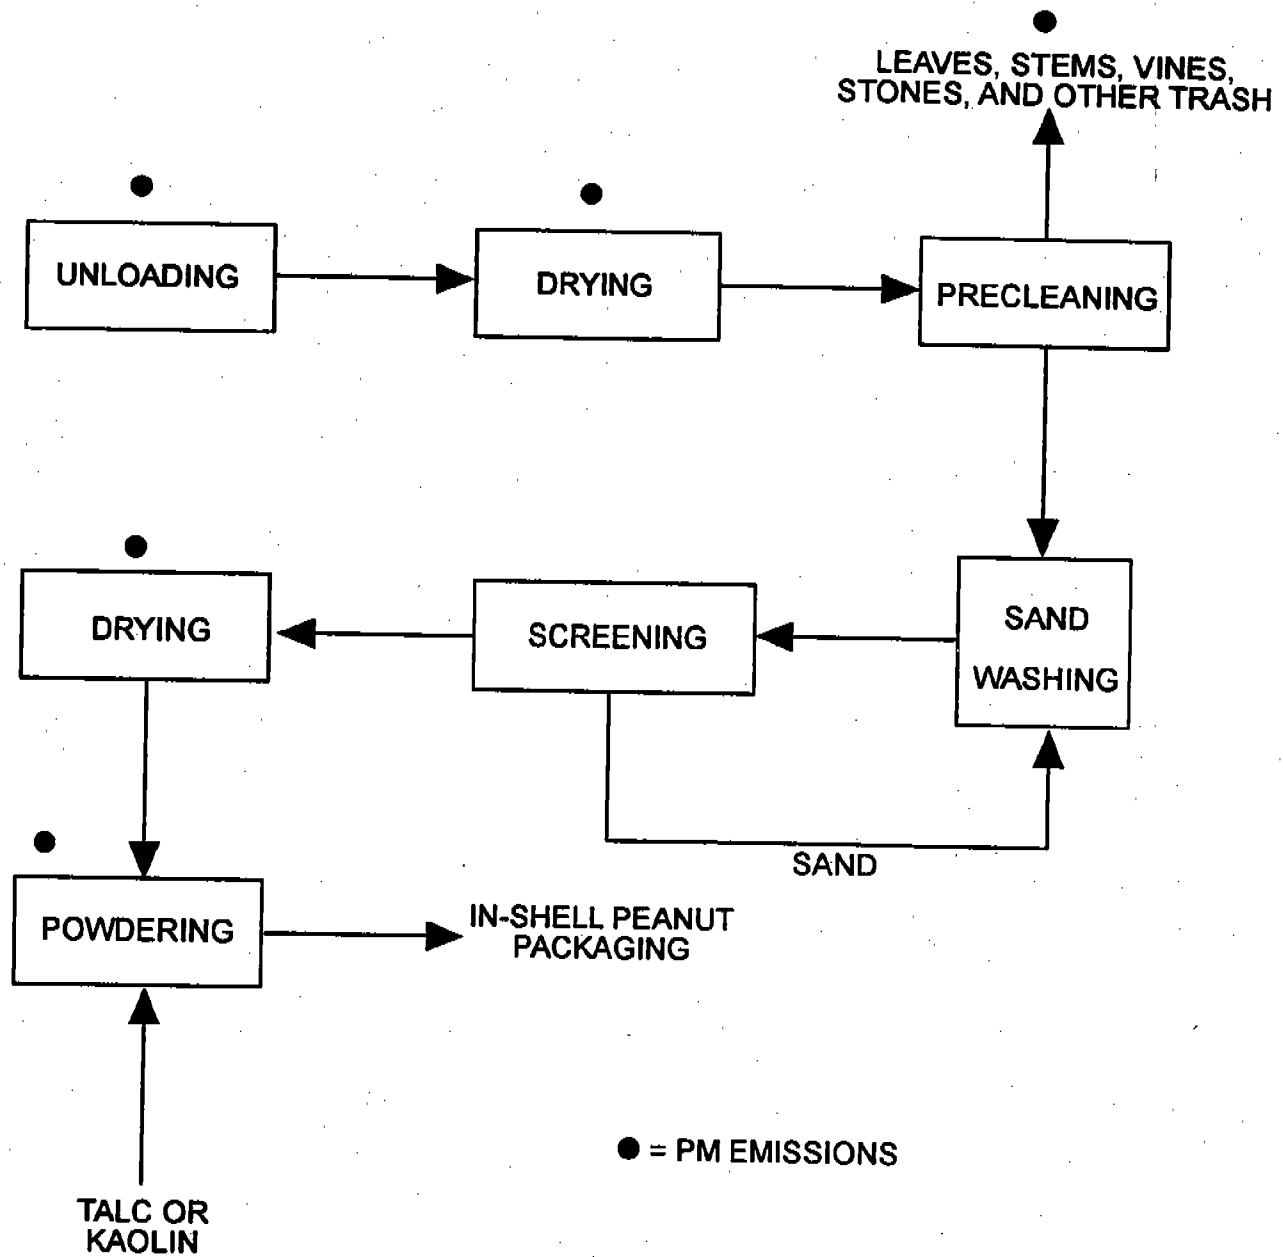 LEAVES, STEMS, VINES,
STONES, AND OTHER TRASH
UNLOADING
DRYING
PRECLEANING
DRYING
SCREENING
SAND
WASHING
SAND
POWDERING
IN-SHELL PEANUT
PACKAGING
● = PM EMISSIONS
TALC OR
KAOLIN